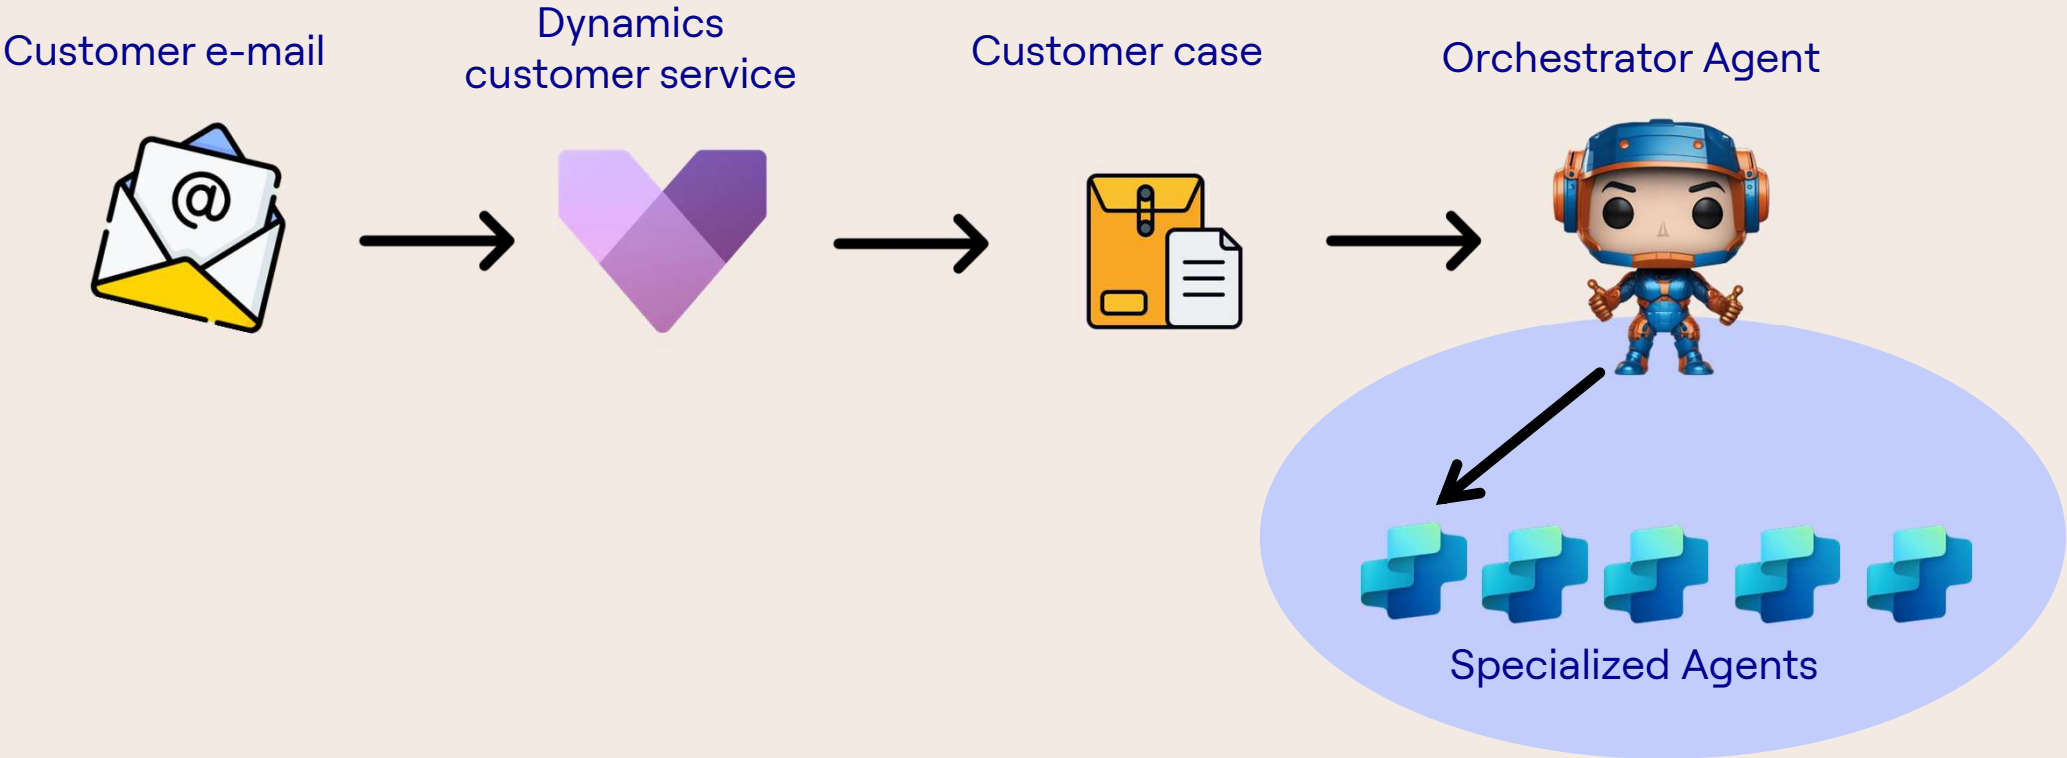 Customer e-mail
Dynamics
customer service
Customer case
Orchestrator Agent
@
Specialized Agents